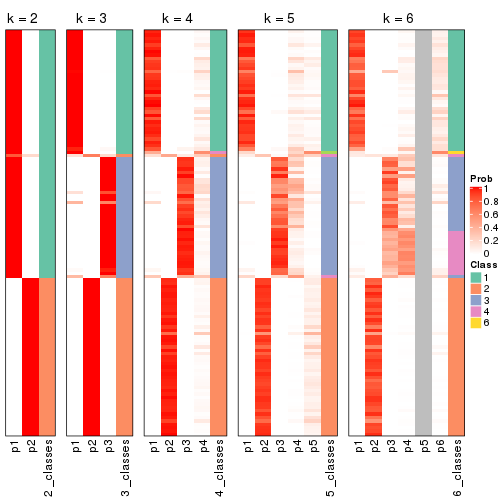 k = 2
k = 3
k = 4
k = 5
k = 6
p1
p2
2_classes
p1
p2
p3
3_classes
p1
p2
p3
p4
4_classes
p1
p2
p3
p4
p5
5_classes
p1
p2
p3
p4
p5
p6
6_classes
Prob
1
0.8
0.6
0.4
0.2
0
Class
1
2
3
4
6